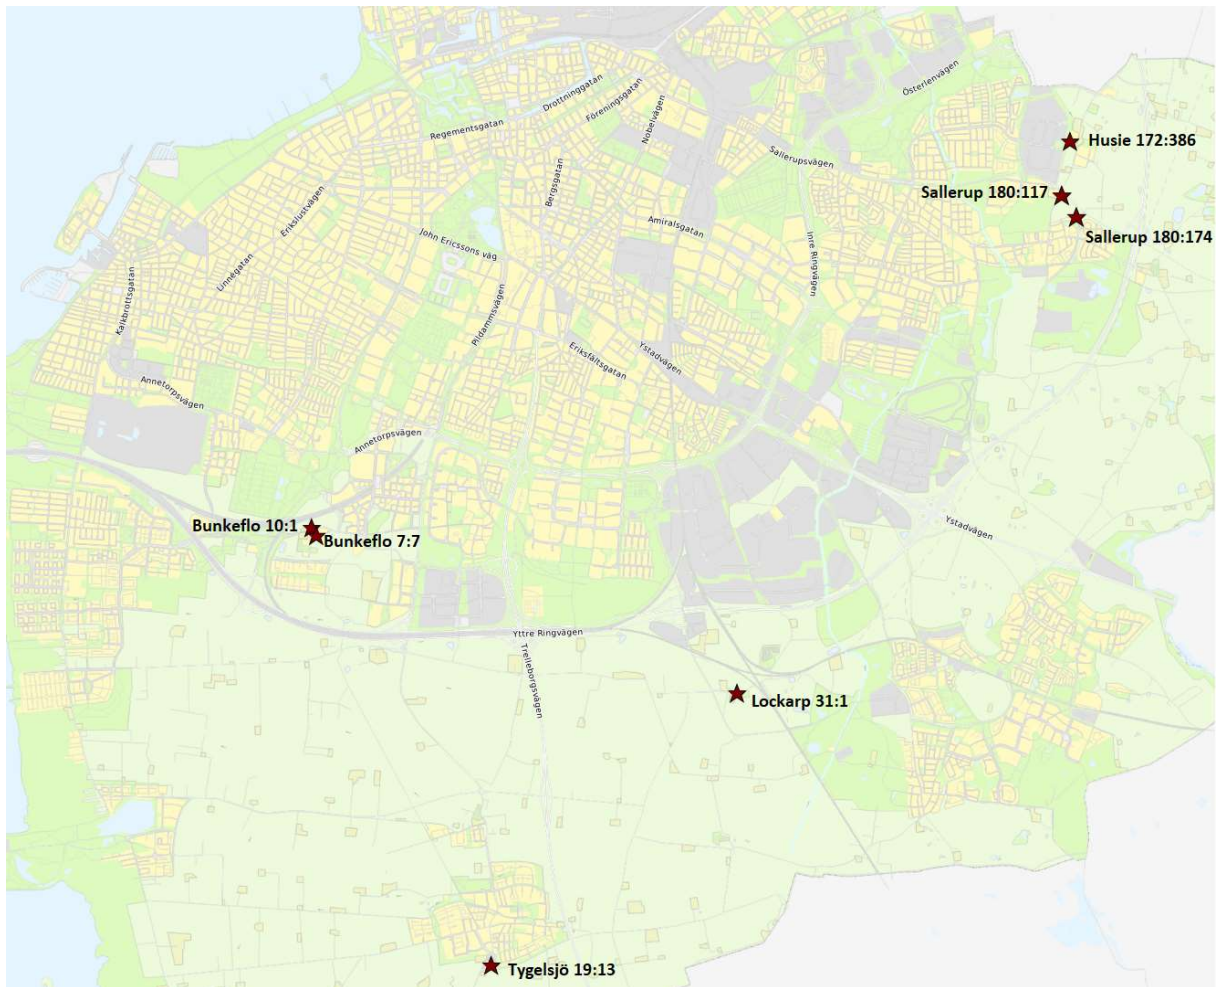 Österlenvägen
Drottninggatan
Föreningsgatan
Nobelvägen
Regementsgatan
Husie 172:386
Sallerupsvägen
Bergsgatan
Sallerup 180:117
Erikslustvägen
Amiralsgatan
Sallerup 180:174
John Ericssons väg
Inre Ringvägen
Linnégatan
Kalkbrottsgatan
Pildammsvägen
Eriksfältsgatan
Ystadvägen
Annetorpsvägen
Annetorpsvägen
Bunkeflo 10:1
Bunkeflo 7:7
Ystadvägen
Yttre Ringvägen
Trelleborgsvägen
Lockarp 31:1
Tygelsjö 19:13